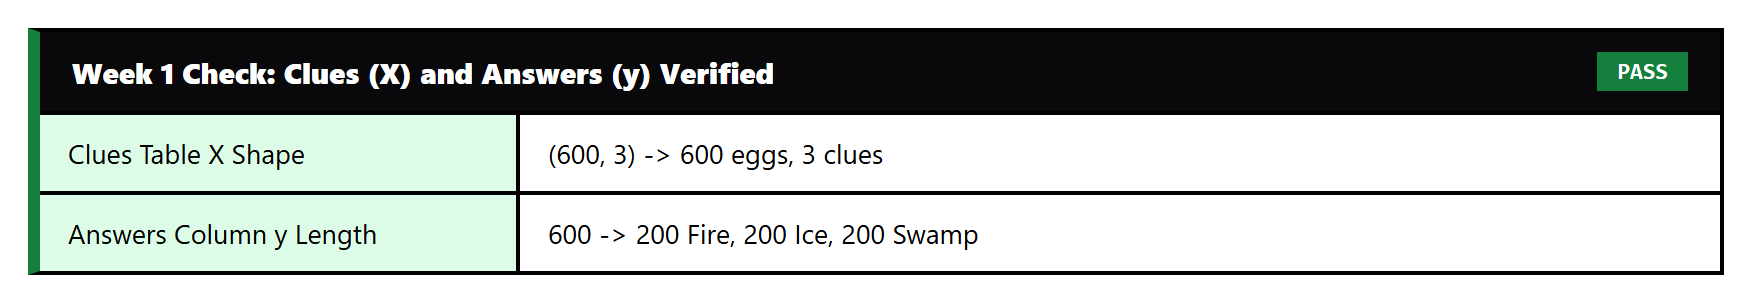 Week 1 Check: Clues (X) and Answers (y) Verified
PASS
Clues Table X Shape
(600, 3) -> 600 eggs, 3 clues
Answers Column y Length
600 -> 200 Fire, 200 Ice, 200 Swamp